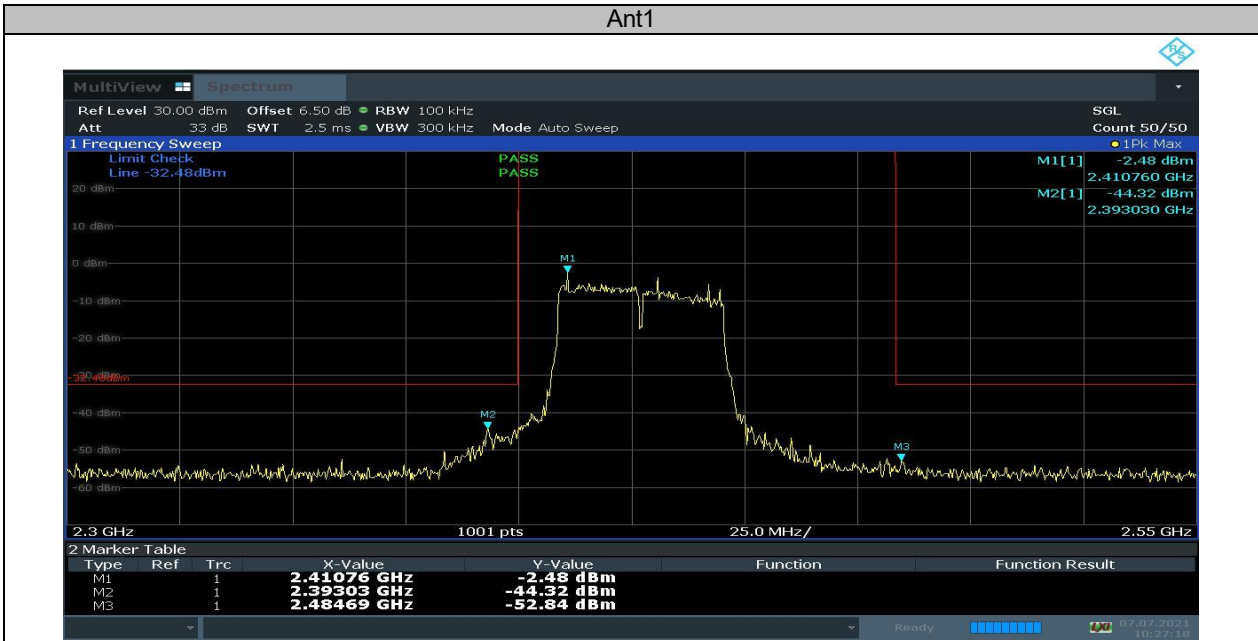 Ant1
R&S
MultiView Spectrum
Ref Level 30.00 dBm Offset 6.50 dB RBW 100 kHz SGL
Att 33 dB SWT 2.5 ms VBW 300 kHz Mode Auto Sweep Count 50/50
1 Frequency Sweep 1Pk Max
Limit Check PASS M1[1] -2.48 dBm
Line -32.48dBm PASS 2.410760 GHz
20 dBm M2[1] -44.32 dBm
2.393030 GHz
10 dBm
M1
0 dBm
-10 dBm
-20 dBm
-30 dBm
-32.480dBm
-40 dBm
M2
-50 dBm
M3
-60 dBm
2.3 GHz 1001 pts 25.0 MHz/ 2.55 GHz
2 Marker Table
Type Ref Trc X-Value Y-Value Function Function Result
M1 1 2.41076 GHz -2.48 dBm
M2 1 2.39303 GHz -44.32 dBm
M3 1 2.48469 GHz -52.84 dBm
Ready LXI 07.07.2021
10:27:10